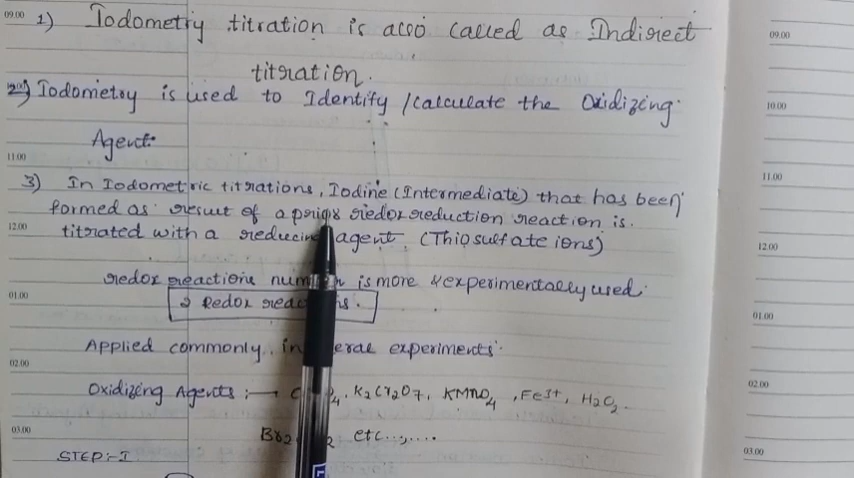 09.00 1) Iodometry titration is also called as Indirect
titration.
2) Iodometry is used to Identify / calculate the Oxidizing
Agent.
3) In Iodometric titrations, Iodine (Intermediate) that has been
formed as result of a prior redox reduction reaction is.
titrated with a reducing agent. (Thiosulfate ions)
redox reactions is more & experimentally used.
2 Redox
Applied commonly in experiments.
Oxidizing Agents :→ K2Cr2O7, KMnO4, Fe3+, H2O2.
Br2 etc......
STEP:-I
11.00
12.00
01.00
02.00
03.00
09.00
10.00
11.00
12.00
01.00
02.00
03.00